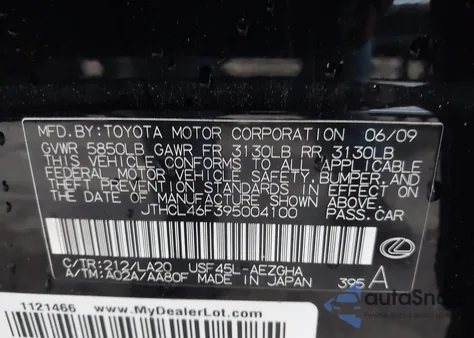 MFD.BY:TOYOTA MOTOR CORPORATION 06/09
GVWR 5850LB GAWR FR 3130LB RR 3130LB
THIS VEHICLE CONFORMS TO ALL APPLICABLE
FEDERAL MOTOR VEHICLE SAFETY, BUMPER, AND
THEFT PREVENTION STANDARDS IN EFFECT ON
THE DATE OF MANUFACTURE SHOWN ABOVE.
JTHCL46F395004100 PASS.CAR
C/TR:212/LA20 USF45L-AEZGHA
A/TM:A02A/AA80F MADE IN JAPAN 395 A
1121466 www.MyDealerLot.com
autoSna